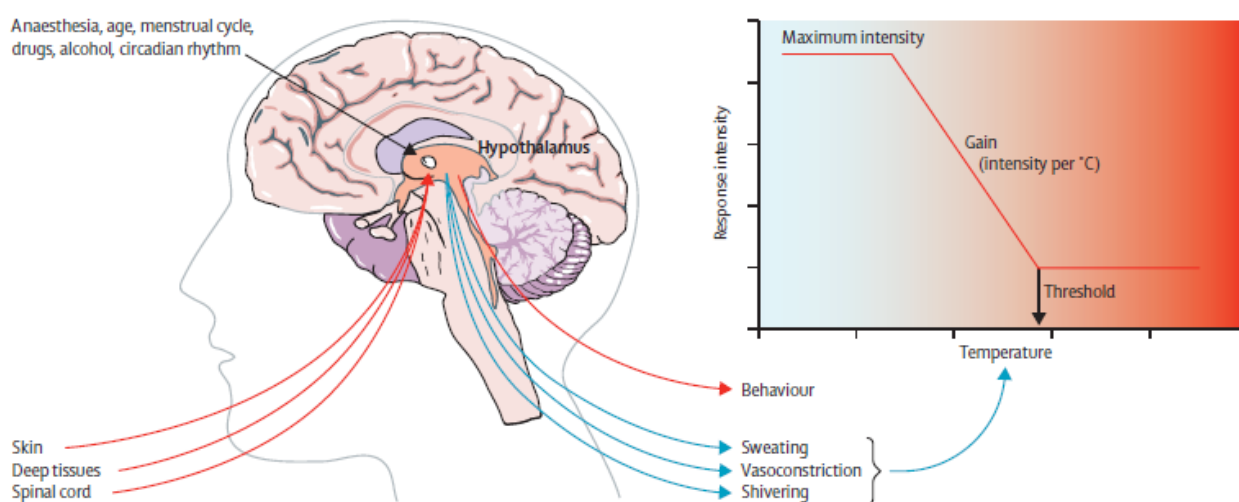 Anaesthesia, age, menstrual cycle,
drugs, alcohol, circadian rhythm
Hypothalamus
Skin
Deep tissues
Spinal cord
Behaviour
Sweating
Vasoconstriction
Shivering
Response intensity
Maximum intensity
Gain
(intensity per °C)
Threshold
Temperature